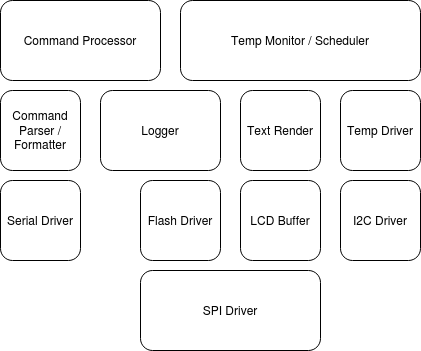 Command Processor
Temp Monitor / Scheduler
Command
Parser /
Formatter
Logger
Text Render
Temp Driver
Serial Driver
Flash Driver
LCD Buffer
I2C Driver
SPI Driver